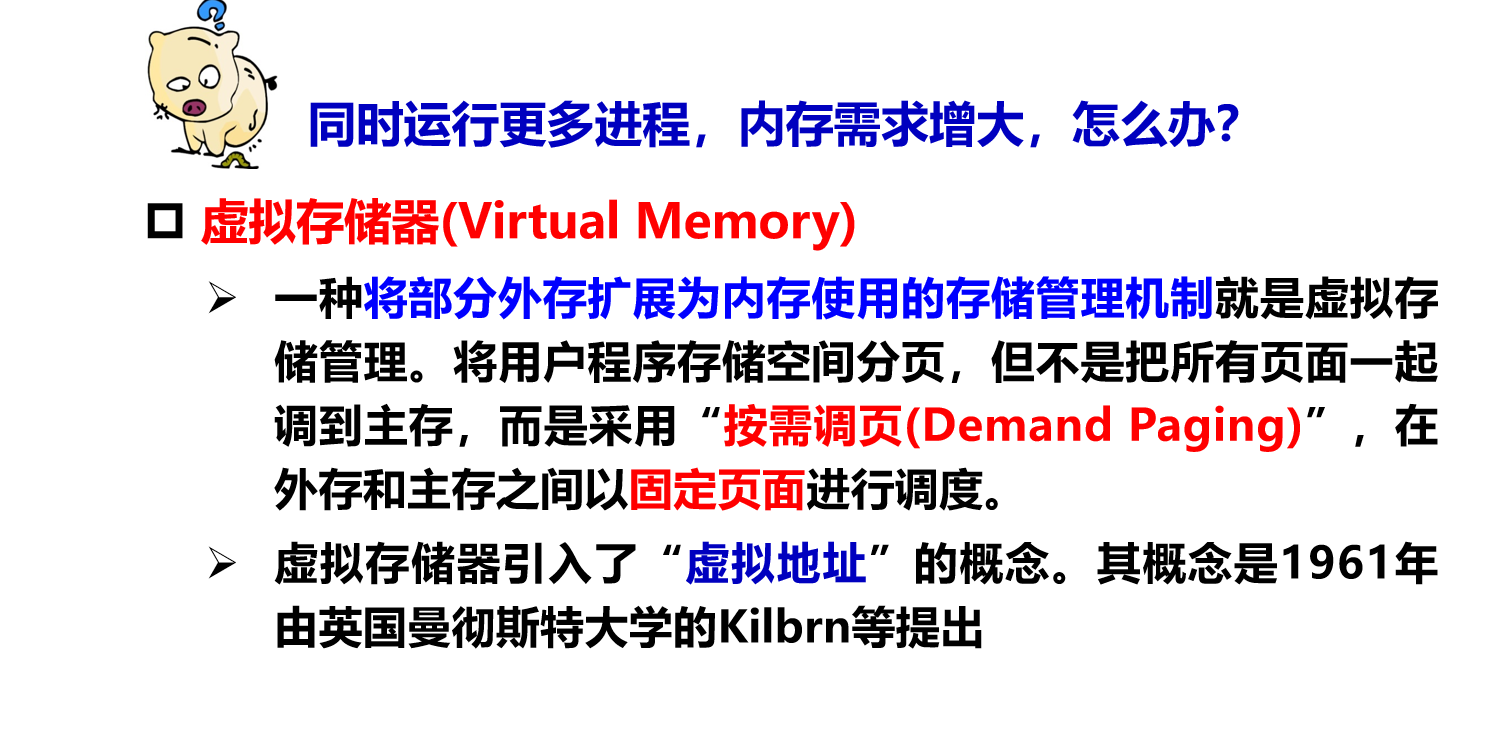 同时运行更多进程，内存需求增大，怎么办？
虚拟存储器(Virtual Memory)
一种将部分外存扩展为内存使用的存储管理机制就是虚拟存
储管理。将用户程序存储空间分页，但不是把所有页面一起
调到主存，而是采用“按需调页(Demand Paging)”，在
外存和主存之间以固定页面进行调度。
虚拟存储器引入了“虚拟地址”的概念。其概念是1961年
由英国曼彻斯特大学的Kilbrn等提出